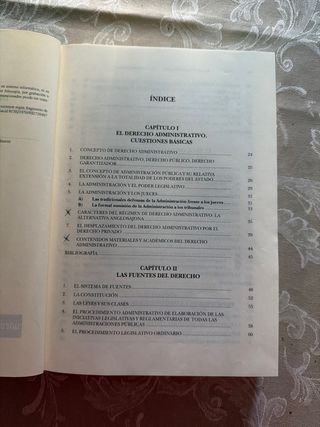 ÍNDICE
CAPÍTULO I
EL DERECHO ADMINISTRATIVO.
CUESTIONES BÁSICAS
1. CONCEPTO DE DERECHO ADMINISTRATIVO
2. DERECHO ADMINISTRATIVO, DERECHO PÚBLICO, DERECHO
GARANTIZADOR
3. EL CONCEPTO DE ADMINISTRACIÓN PÚBLICA Y SU RELATIVA
EXTENSIÓN A LA TOTALIDAD DE LOS PODERES DEL ESTADO
4. LA ADMINISTRACIÓN Y EL PODER LEGISLATIVO
5. LA ADMINISTRACIÓN Y LOS JUECES
A) Las tradicionales defensas de la Administración frente a los jueces
B) La formal sumisión de la Administración a los tribunales
CARACTERES DEL RÉGIMEN DE DERECHO ADMINISTRATIVO. LA
ALTERNATIVA ANGLOSAJONA
7. EL DESPLAZAMIENTO DEL DERECHO ADMINISTRATIVO POR EL
DERECHO PRIVADO
CONTENIDOS MATERIALES Y ACADÉMICOS DEL DERECHO
ADMINISTRATIVO
BIBLIOGRAFÍA
CAPÍTULO II
LAS FUENTES DEL DERECHO
1. EL SISTEMA DE FUENTES 48
2. LA CONSTITUCIÓN 52
3. LAS LEYES Y SUS CLASES 55
4. EL PROCEDIMIENTO ADMINISTRATIVO DE ELABORACIÓN DE LAS
INICIATIVAS LEGISLATIVAS Y REGLAMENTARIAS DE TODAS LAS
ADMINISTRACIONES PÚBLICAS 58
5. EL PROCEDIMIENTO LEGISLATIVO ORDINARIO 60